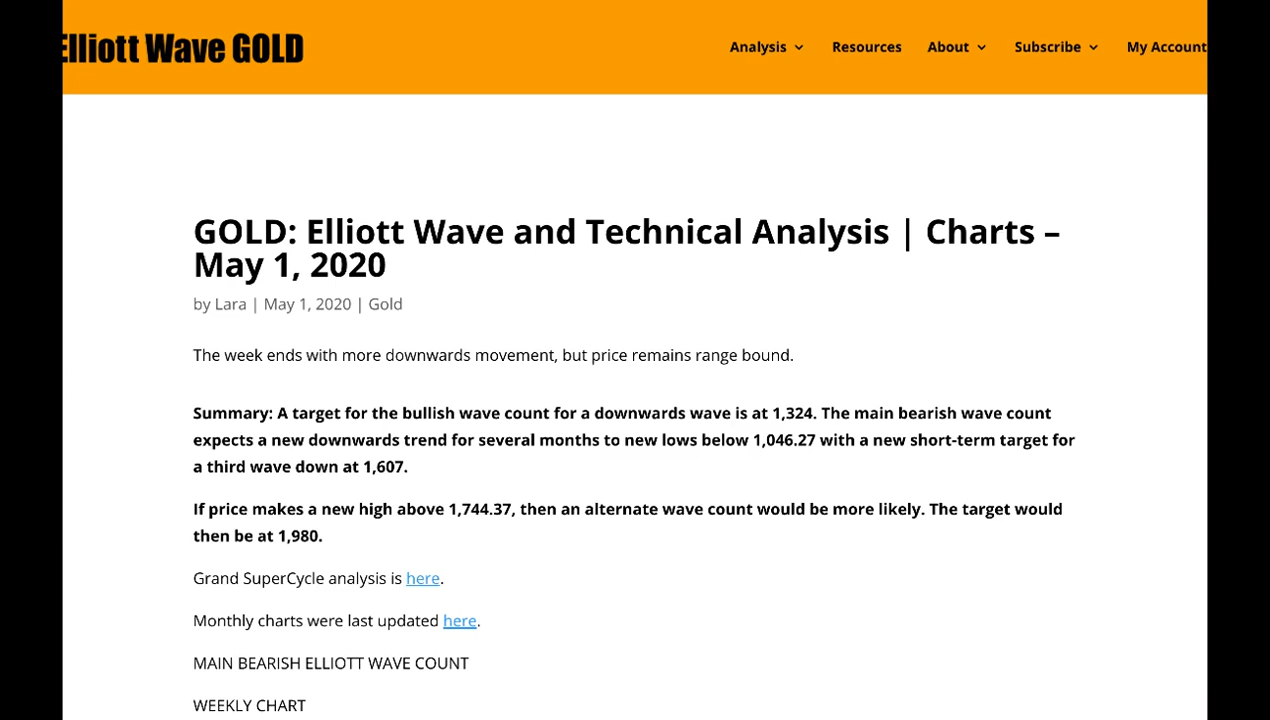 Elliott Wave GOLD
Analysis Resources About Subscribe My Account
GOLD: Elliott Wave and Technical Analysis | Charts –
May 1, 2020
by Lara | May 1, 2020 | Gold
The week ends with more downwards movement, but price remains range bound.
Summary: A target for the bullish wave count for a downwards wave is at 1,324. The main bearish wave count
expects a new downwards trend for several months to new lows below 1,046.27 with a new short-term target for
a third wave down at 1,607.
If price makes a new high above 1,744.37, then an alternate wave count would be more likely. The target would
then be at 1,980.
Grand SuperCycle analysis is here.
Monthly charts were last updated here.
MAIN BEARISH ELLIOTT WAVE COUNT
WEEKLY CHART